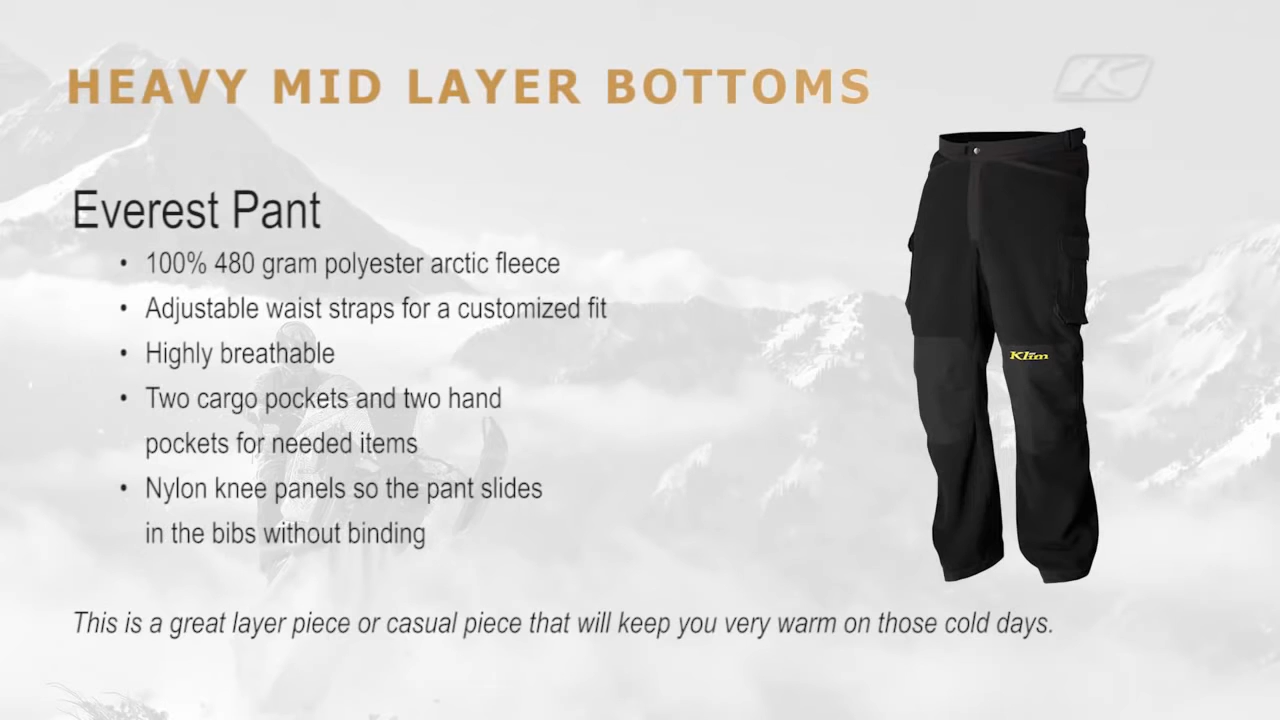 HEAVY MID LAYER BOTTOMS
K
Everest Pant
• 100% 480 gram polyester arctic fleece
• Adjustable waist straps for a customized fit
• Highly breathable
• Two cargo pockets and two hand
pockets for needed items
• Nylon knee panels so the pant slides
in the bibs without binding
Klim
This is a great layer piece or casual piece that will keep you very warm on those cold days.